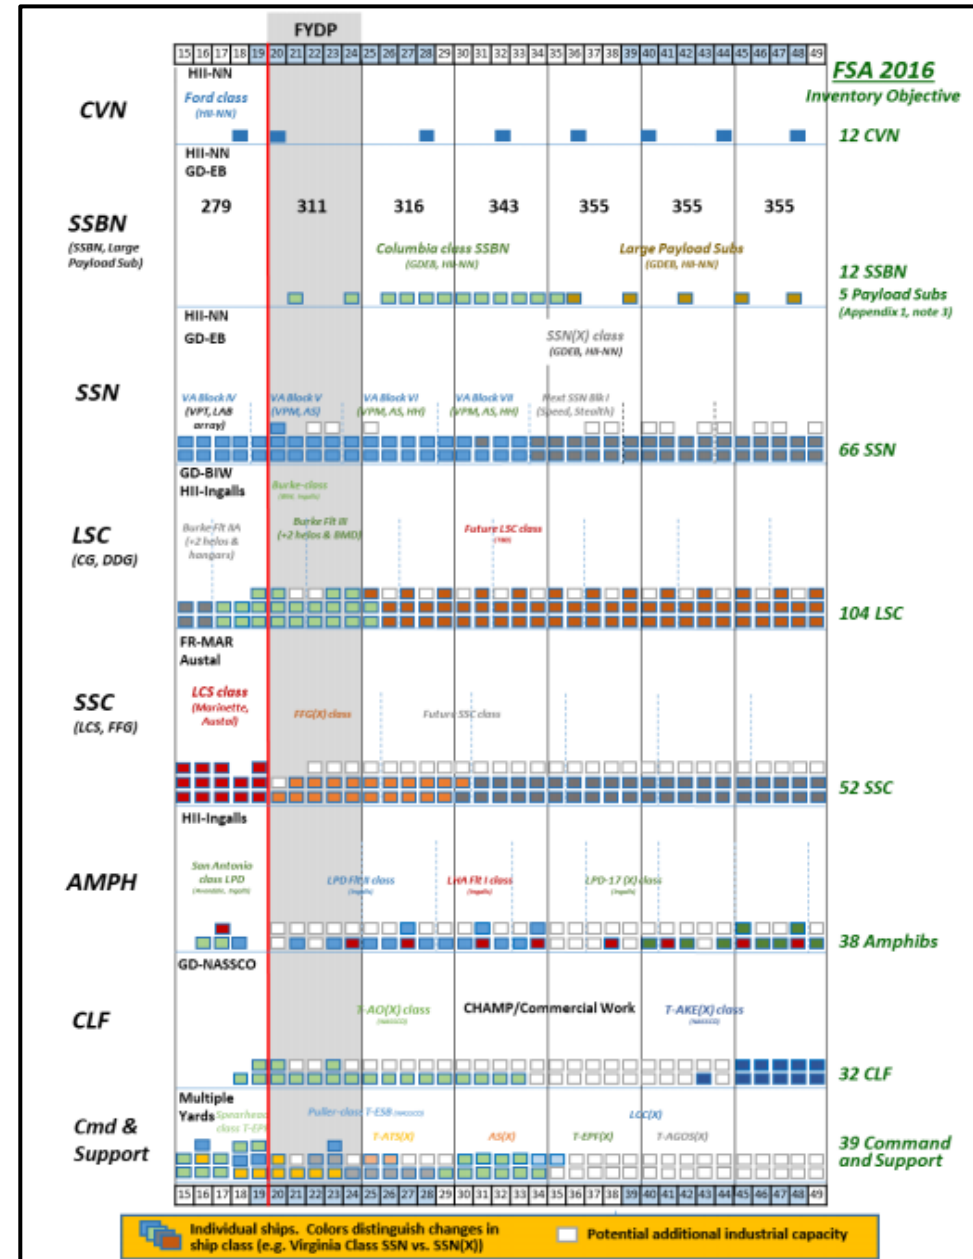 FYDP
15 16 17 18 19 20 21 22 23 24 25 26 27 28 29 30 31 32 33 34 35 36 37 38 39 40 41 42 43 44 45 46 47 48 49
FSA 2016
Inventory Objective
CVN
HII-NN
Ford class
(HII-NN)
12 CVN
HII-NN
GD-EB
279 311 316 343 355 355 355
SSBN
(SSBN, Large
Payload Sub)
Columbia class SSBN
(GDEB, HII-NN)
Large Payload Subs
(GDEB, HII-NN)
12 SSBN
5 Payload Subs
(Appendix 1, note 3)
HII-NN
GD-EB
SSN(X) class
(GDEB, HII-NN)
SSN
VA Block IV
(VPT, LAB
array)
VA Block V
(VPM, AS)
VA Block VI
(VPM, AS, HH)
VA Block VII
(VPM, AS, HH)
Next SSN Blk I
(Speed, Stealth)
66 SSN
GD-BIW
HII-Ingalls
Burke-class
(BIW, Ingalls)
LSC
(CG, DDG)
Burke Flt IIA
(+2 helos &
hangars)
Burke Flt III
(+2 helos & BMD)
Future LSC class
(TBD)
104 LSC
FR-MAR
Austal
SSC
(LCS, FFG)
LCS class
(Marinette,
Austal)
FFG(X) class
Future SSC class
52 SSC
HII-Ingalls
AMPH
San Antonio
class LPD
(Avondale, Ingalls)
LPD Flt II class
(Ingalls)
LHA Flt I class
(Ingalls)
LPD-17 (X) class
(Ingalls)
38 Amphibs
GD-NASSCO
CLF
T-AO(X) class
(NASSCO)
CHAMP/Commercial Work
T-AKE(X) class
(NASSCO)
32 CLF
Multiple
Yards
Spearhead
class T-EPF
Puller-class T-ESB (NASSCO)
LCC(X)
Cmd &
Support
T-ATS(X)
AS(X)
T-EPF(X)
T-AGOS(X)
39 Command
and Support
15 16 17 18 19 20 21 22 23 24 25 26 27 28 29 30 31 32 33 34 35 36 37 38 39 40 41 42 43 44 45 46 47 48 49
Individual ships. Colors distinguish changes in
ship class (e.g. Virginia Class SSN vs. SSN(X))
Potential additional industrial capacity